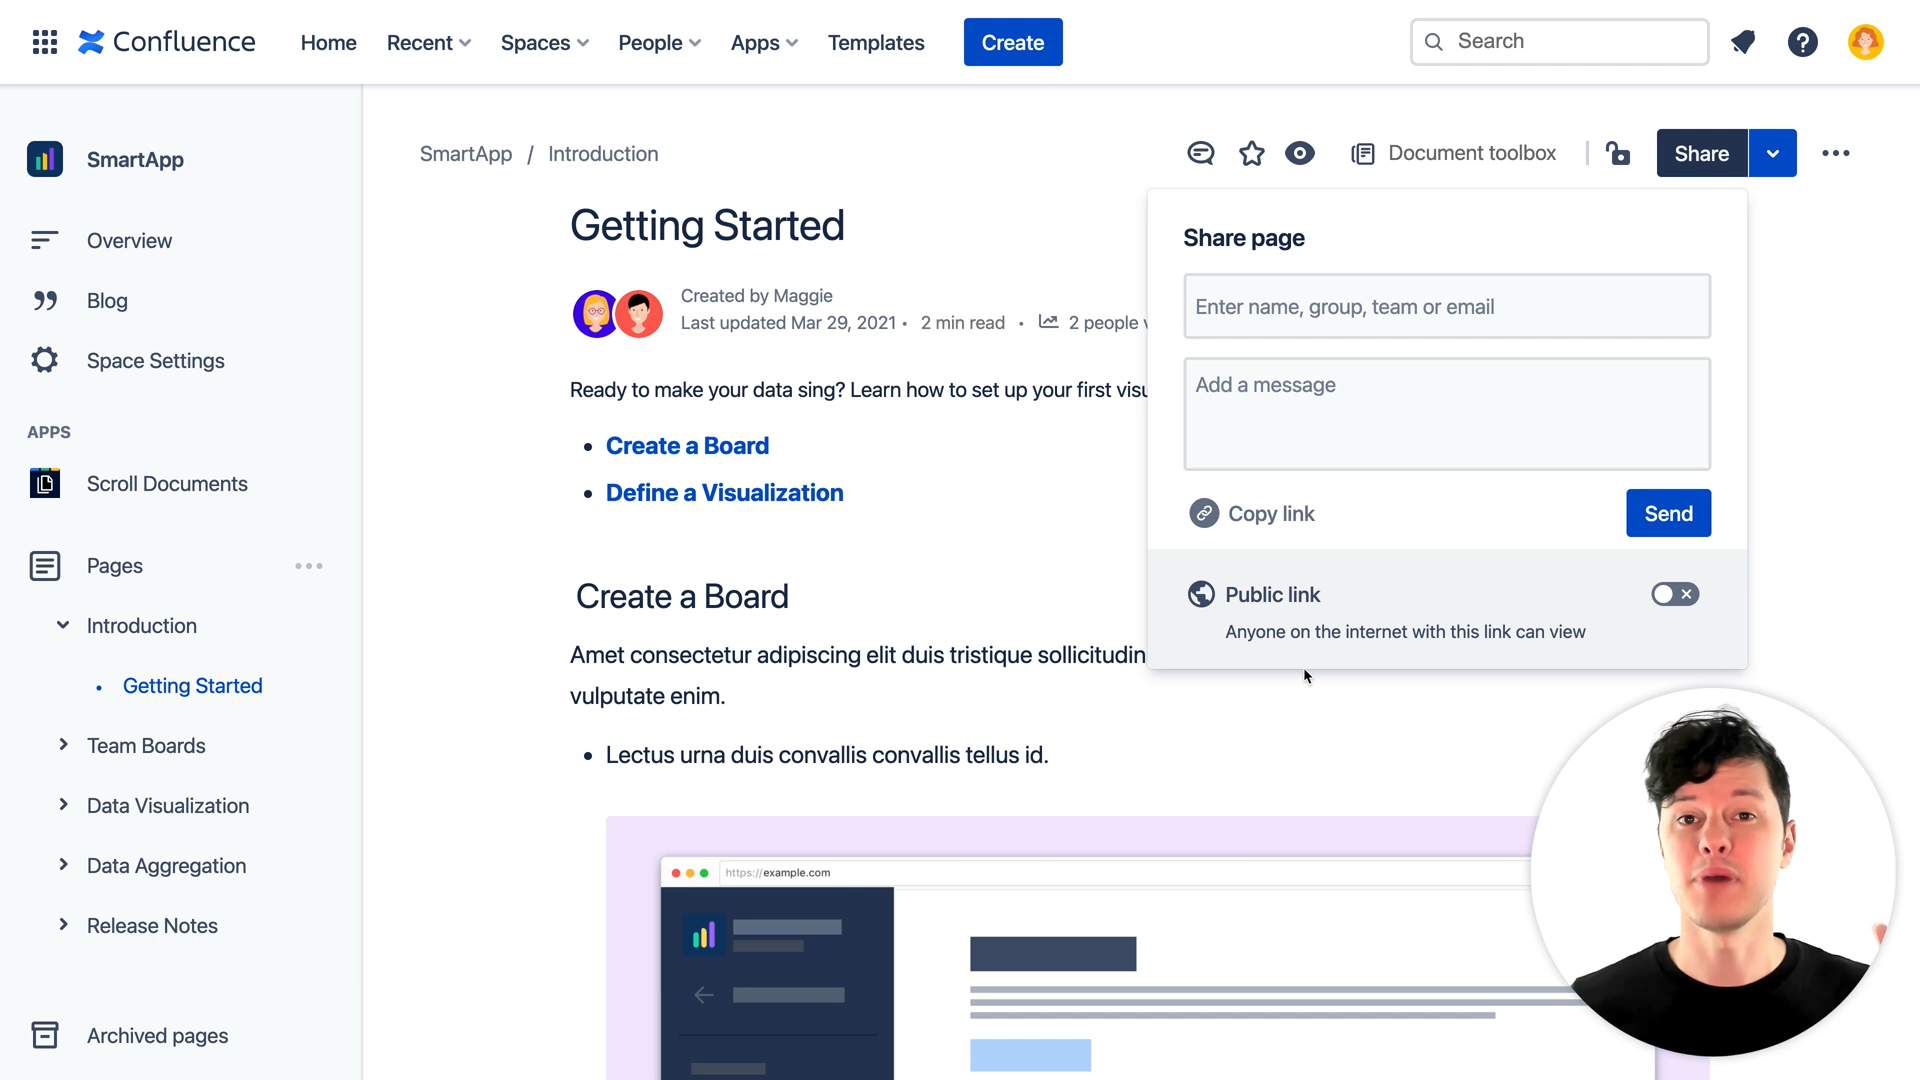 Confluence
Home
Recent
Spaces
People
Apps
Templates
Create
Search
SmartApp
Overview
Blog
Space Settings
APPS
Scroll Documents
Pages
Introduction
Getting Started
Team Boards
Data Visualization
Data Aggregation
Release Notes
Archived pages
SmartApp / Introduction
Document toolbox
Share
Getting Started
Created by Maggie
Last updated Mar 29, 2021 • 2 min read • 2 people
Ready to make your data sing? Learn how to set up your first
• Create a Board
• Define a Visualization
Create a Board
Amet consectetur adipiscing elit duis tristique sollicitudin
vulputate enim.
• Lectus urna duis convallis convallis tellus id.
https://example.com
Share page
Enter name, group, team or email
Add a message
Copy link
Send
Public link
Anyone on the internet with this link can view